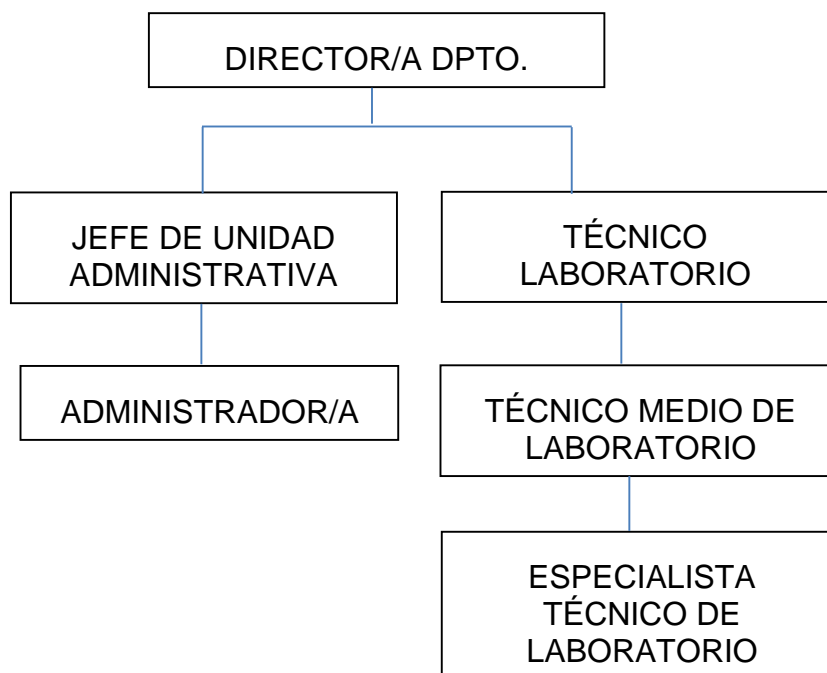 DIRECTOR/A DPTO.
JEFE DE UNIDAD
ADMINISTRATIVA
TÉCNICO
LABORATORIO
ADMINISTRADOR/A
TÉCNICO MEDIO DE
LABORATORIO
ESPECIALISTA
TÉCNICO DE
LABORATORIO